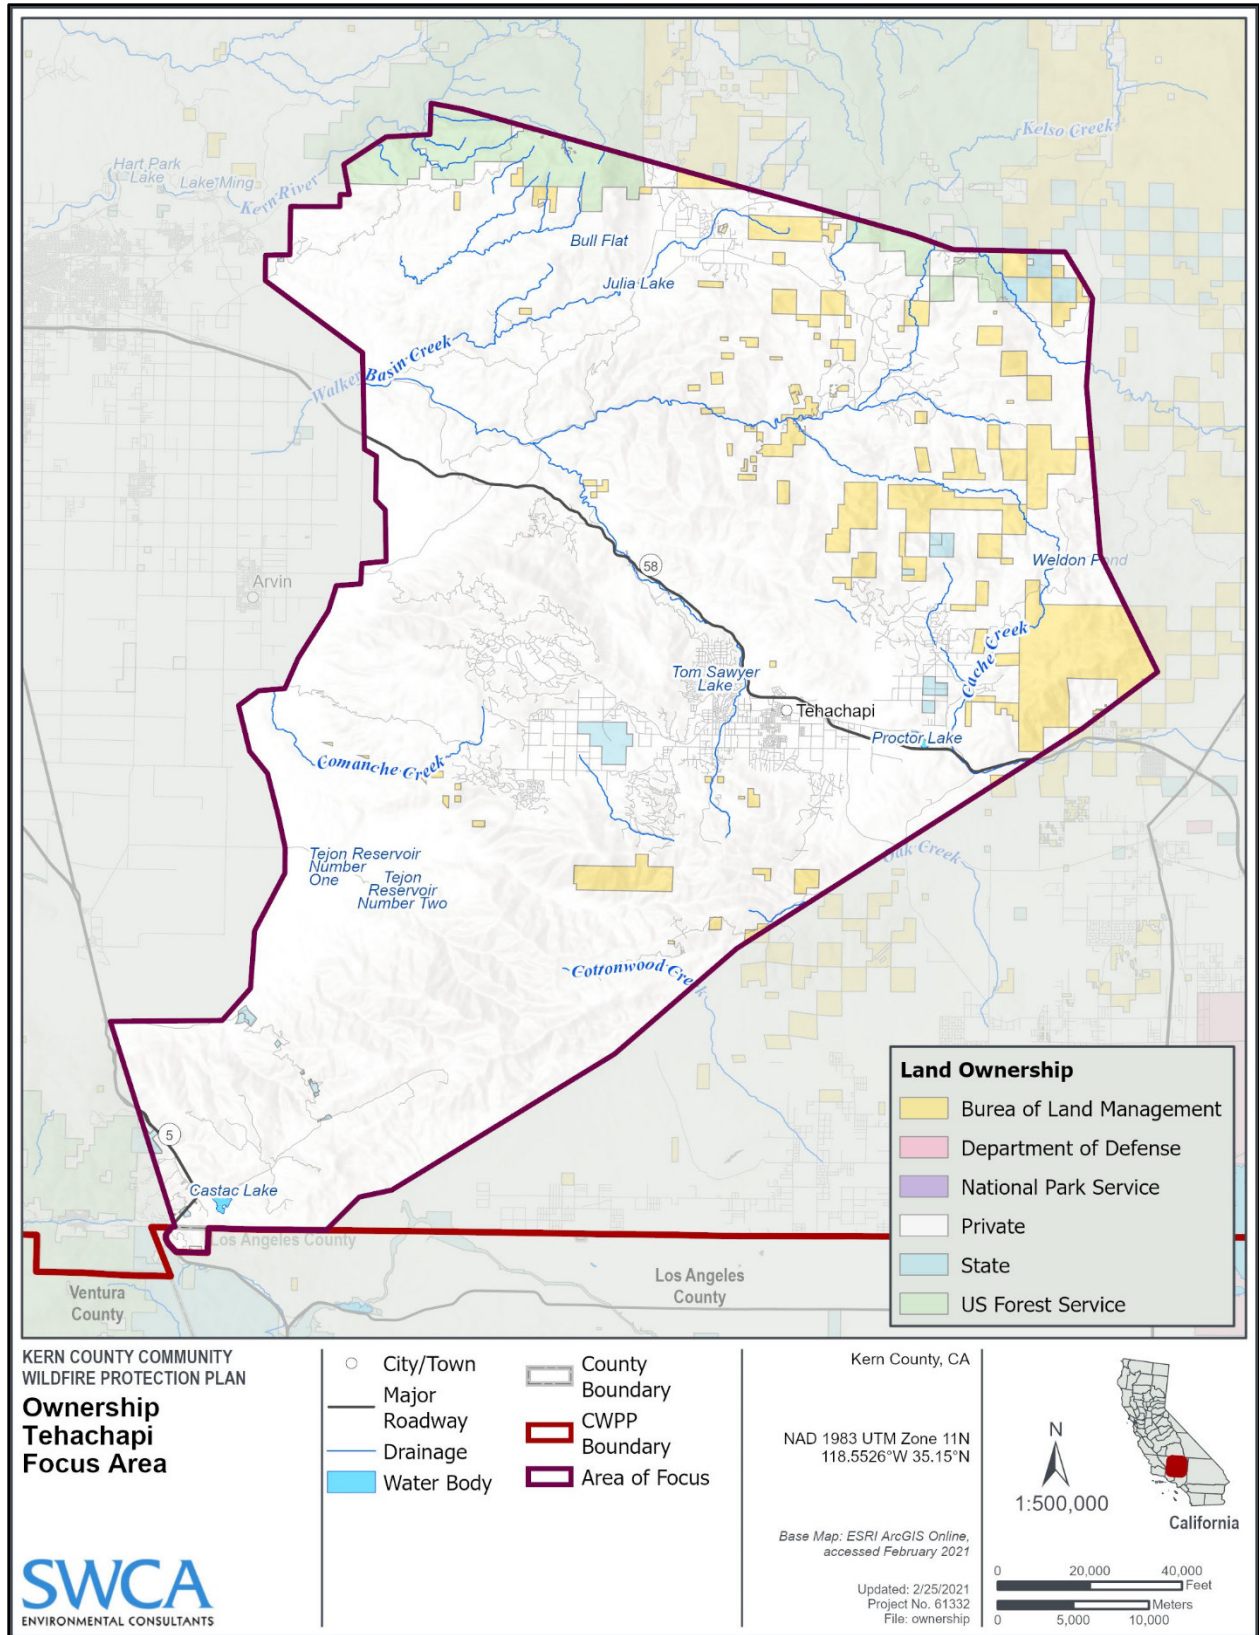 Kelso Creek
Hart Park
Lake
Lake Ming
Kern River
Bull Flat
Julia Lake
Walker Basin Creek
Arvin
58
Weldon Pond
Cache Creek
Tom Sawyer
Lake
Tehachapi
Proctor Lake
Comanche Creek
Tejon Reservoir
Number
One
Tejon
Reservoir
Number Two
Oak Creek
Cottonwood Creek
5
Castac Lake
Los Angeles County
Los Angeles
County
Ventura
County
Land Ownership
Burea of Land Management
Department of Defense
National Park Service
Private
State
US Forest Service
KERN COUNTY COMMUNITY
WILDFIRE PROTECTION PLAN
Ownership
Tehachapi
Focus Area
SWCA
ENVIRONMENTAL CONSULTANTS
City/Town
Major
Roadway
Drainage
Water Body
County
Boundary
CWPP
Boundary
Area of Focus
Kern County, CA
NAD 1983 UTM Zone 11N
118.5526°W 35.15°N
Base Map: ESRI ArcGIS Online,
accessed February 2021
Updated: 2/25/2021
Project No. 61332
File: ownership
N
1:500,000
California
0 20,000 40,000
Feet
Meters
0 5,000 10,000